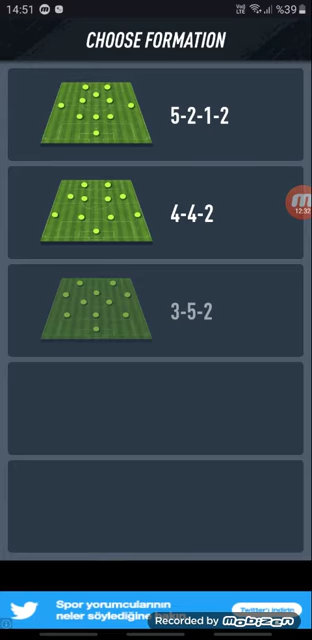 14:51
%39
CHOOSE FORMATION
5-2-1-2
4-4-2
12:32
3-5-2
Spor yorumcularının
neler söylediğine bakın
Twitter'ı indirin
Recorded by mobizen